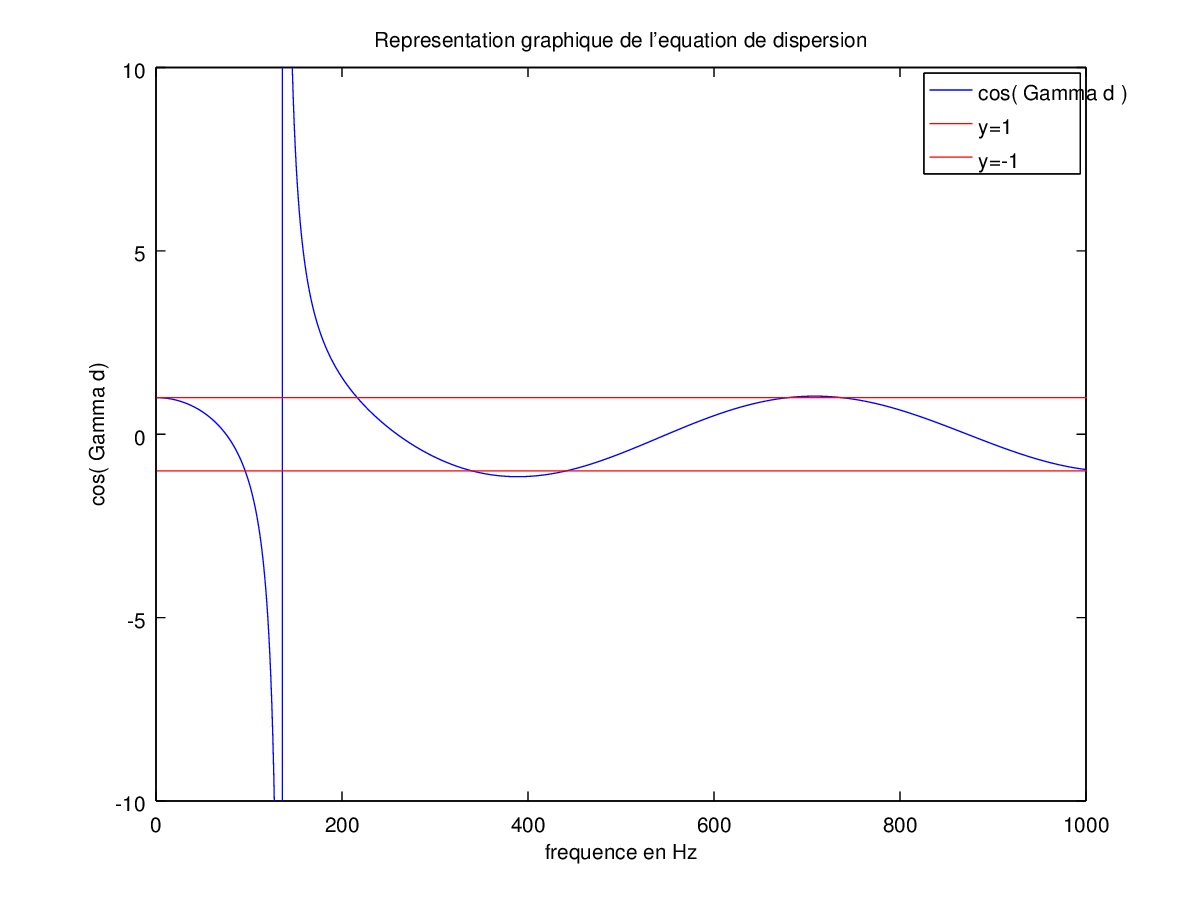 Representation graphique de l'equation de dispersion
10
5
0
-5
-10
cos( Gamma d)
cos( Gamma d )
y=1
y=-1
0 200 400 600 800 1000
frequence en Hz